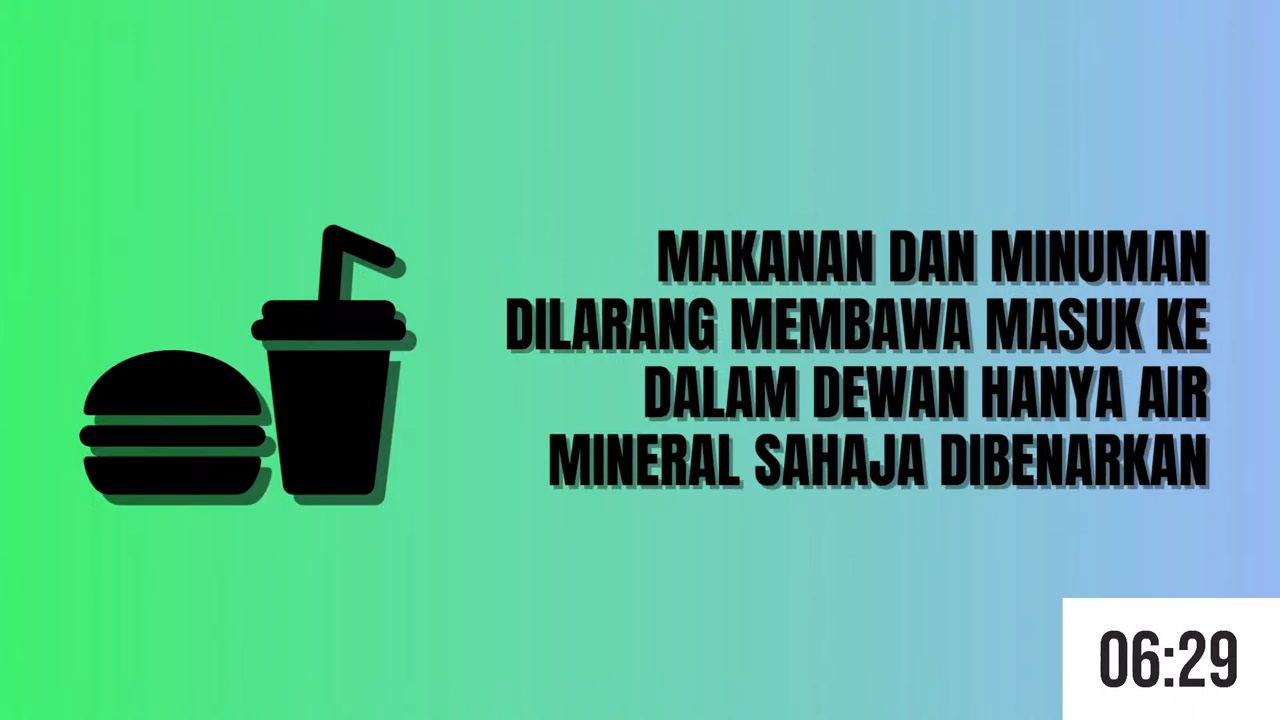 MAKANAN DAN MINUMAN
DILARANG MEMBAWA MASUK KE
DALAM DEWAN HANYA AIR
MINERAL SAHAJA DIBENARKAN
06:29